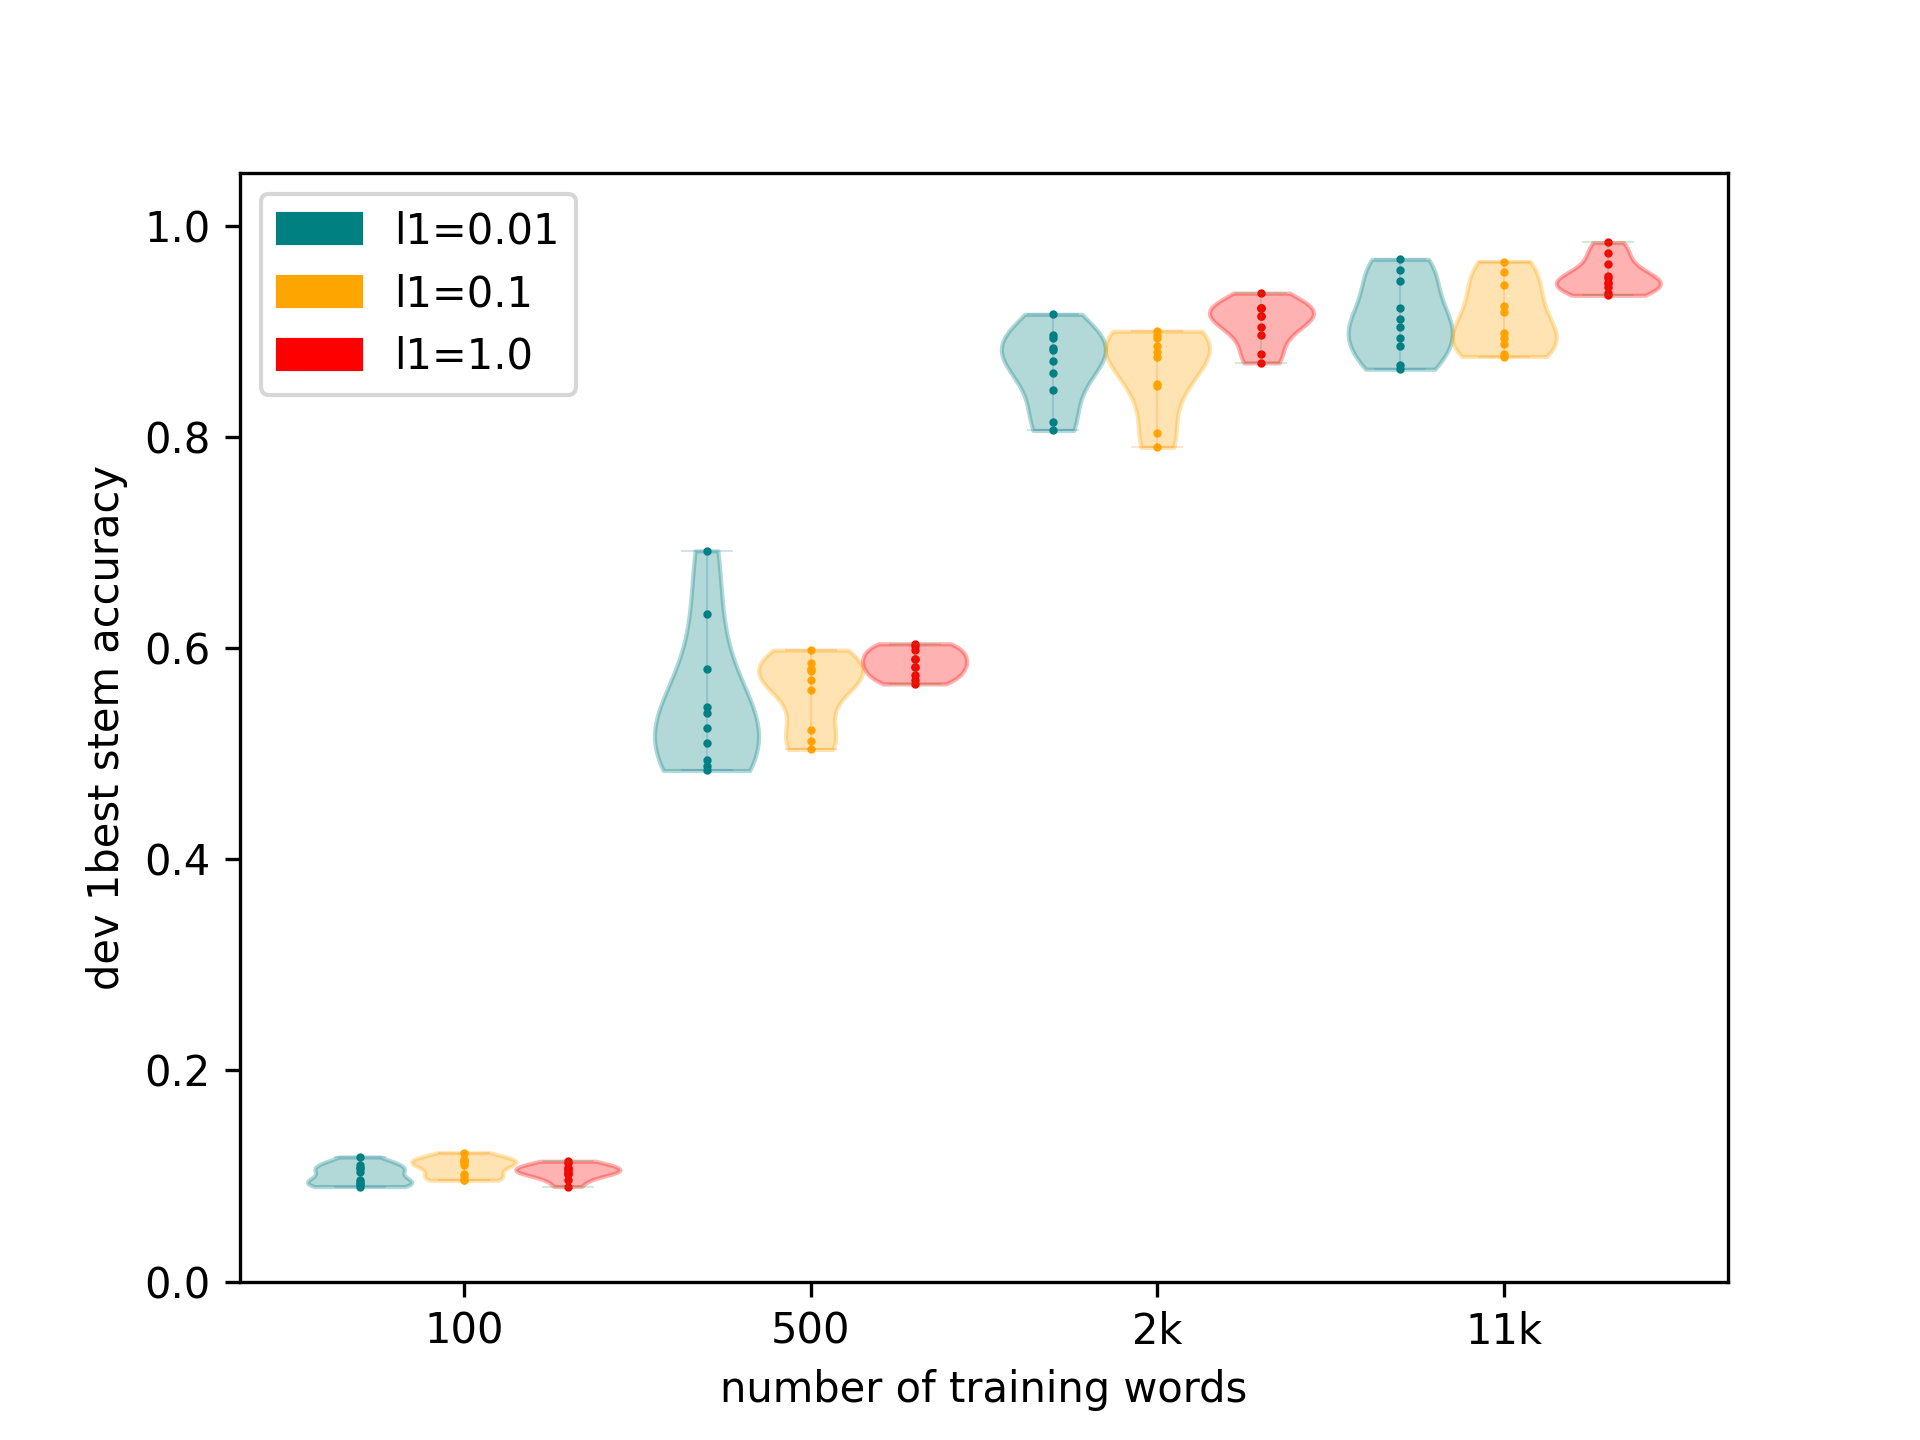 l1=0.01
l1=0.1
l1=1.0
1.0
0.8
0.6
0.4
0.2
0.0
dev 1best stem accuracy
100 500 2k 11k
number of training words